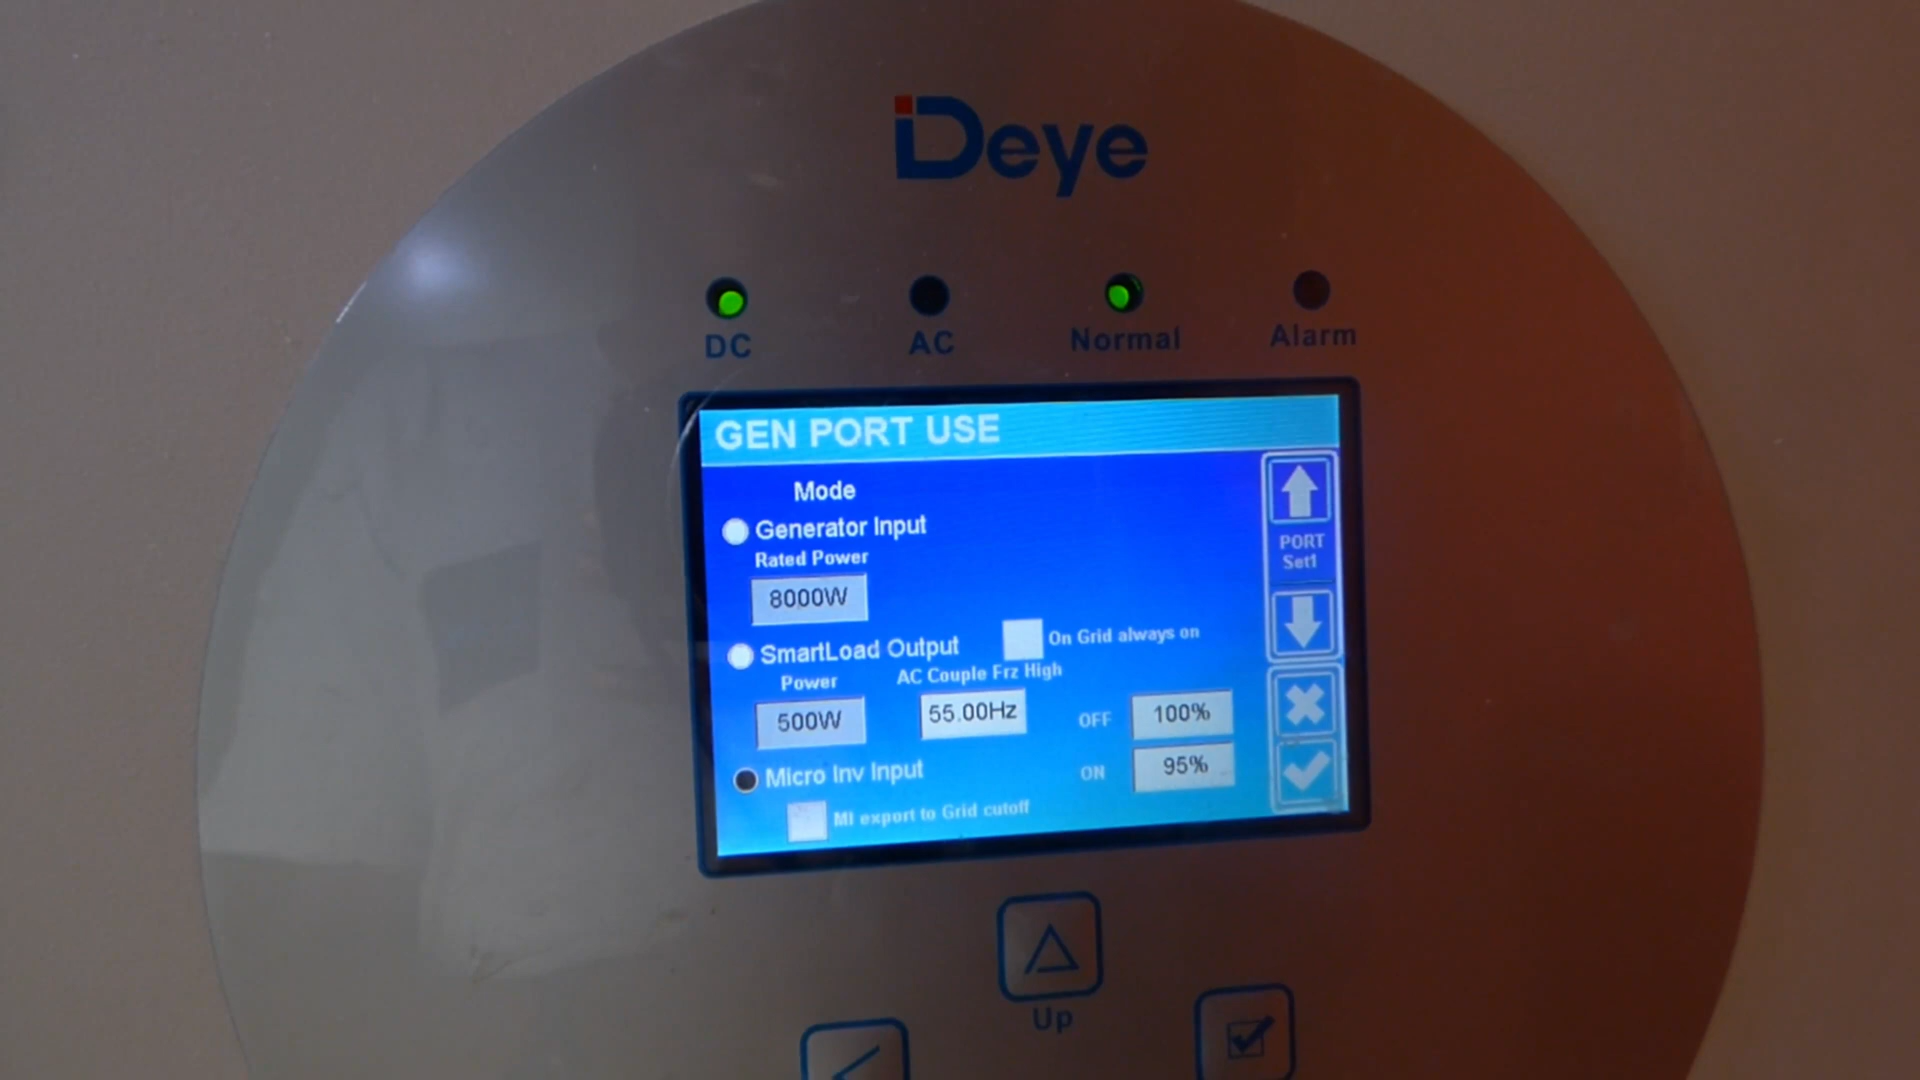 Deye
DC AC Normal Alarm
GEN PORT USE
Mode
Generator Input
Rated Power
8000W
PORT
Set1
SmartLoad Output
On Grid always on
Power
AC Couple Frz High
500W
55.00Hz
OFF 100%
ON 95%
Micro Inv Input
MI export to Grid cutoff
Up